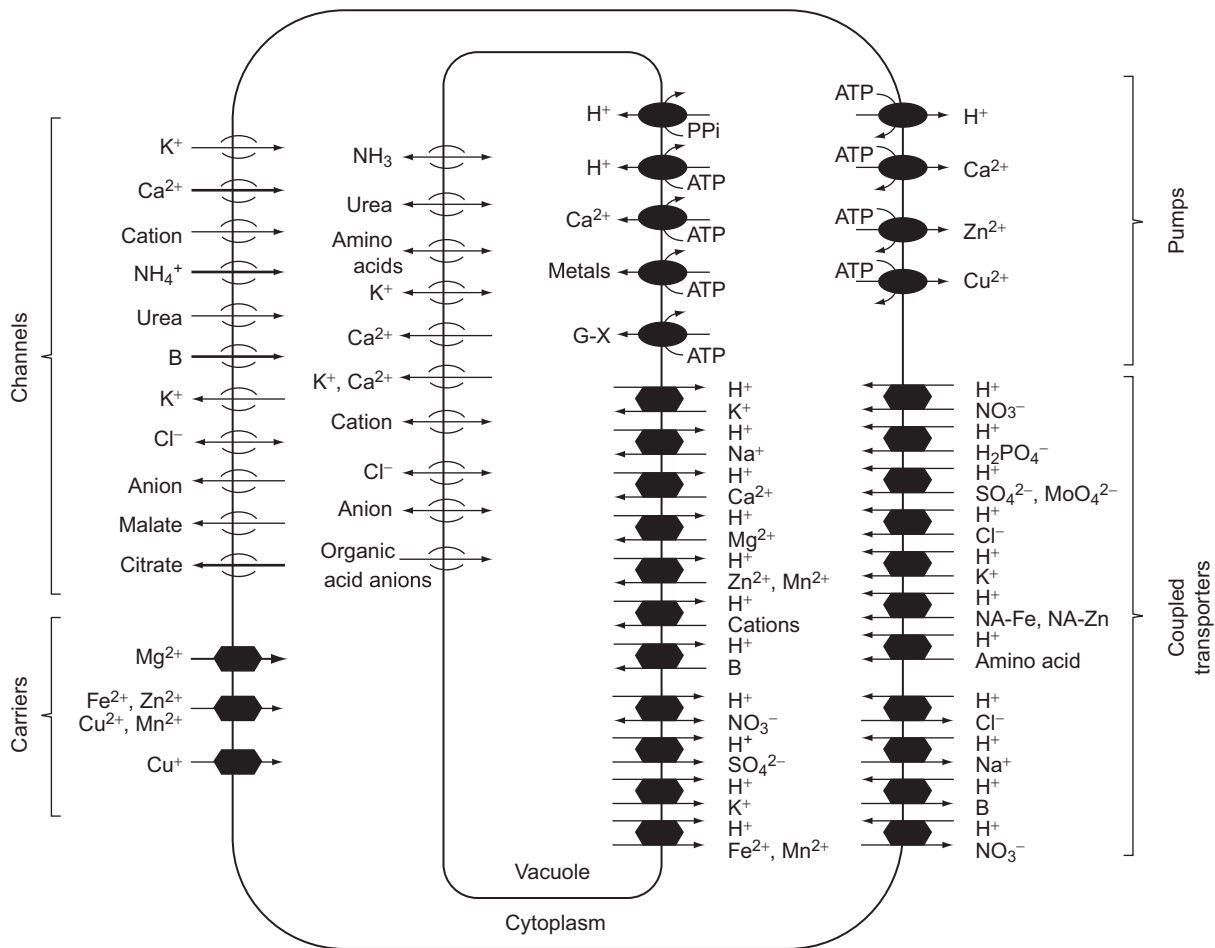 Channels
K⁺
Ca²⁺
Cation
NH₄⁺
Urea
B
K⁺
Cl⁻
Anion
Malate
Citrate
Carriers
Mg²⁺
Fe²⁺, Zn²⁺
Cu²⁺, Mn²⁺
Cu⁺
NH₃
Urea
Amino
acids
K⁺
Ca²⁺
K⁺, Ca²⁺
Cation
Cl⁻
Anion
Organic
acid anions
H⁺
PPi
H⁺
ATP
Ca²⁺
ATP
Metals
ATP
G-X
ATP
H⁺
K⁺
H⁺
Na⁺
H⁺
Ca²⁺
H⁺
Mg²⁺
H⁺
Zn²⁺, Mn²⁺
H⁺
Cations
H⁺
B
H⁺
NO₃⁻
H⁺
SO₄²⁻
H⁺
K⁺
H⁺
Fe²⁺, Mn²⁺
Vacuole
Cytoplasm
ATP
H⁺
ATP
Ca²⁺
ATP
Zn²⁺
ATP
Cu²⁺
Pumps
H⁺
NO₃⁻
H⁺
H₂PO₄⁻
H⁺
SO₄²⁻, MoO₄²⁻
H⁺
Cl⁻
H⁺
K⁺
H⁺
NA-Fe, NA-Zn
H⁺
Amino acid
H⁺
Cl⁻
H⁺
Na⁺
H⁺
B
H⁺
NO₃⁻
Coupled
transporters